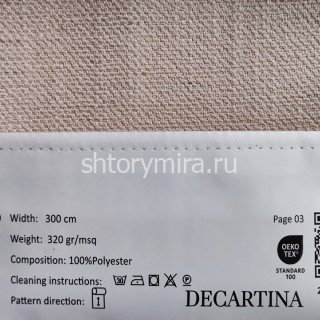 shtorymira.ru
Width: 300 cm
Page 03
Weight: 320 gr/msq
Composition: 100%Polyester
Cleaning instructions:
Pattern direction:
OEKO
TEX®
STANDARD
100
DECARTINA